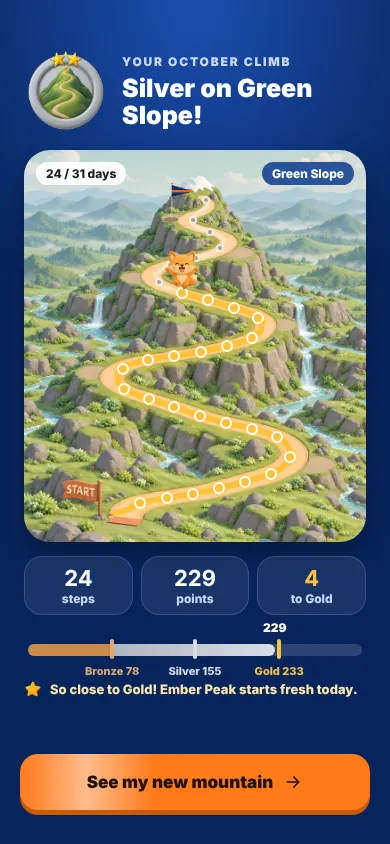 YOUR OCTOBER CLIMB
Silver on Green
Slope!
24 / 31 days
Green Slope
START
24
steps
229
points
4
to Gold
229
Bronze 78
Silver 155
Gold 233
So close to Gold! Ember Peak starts fresh today.
See my new mountain →